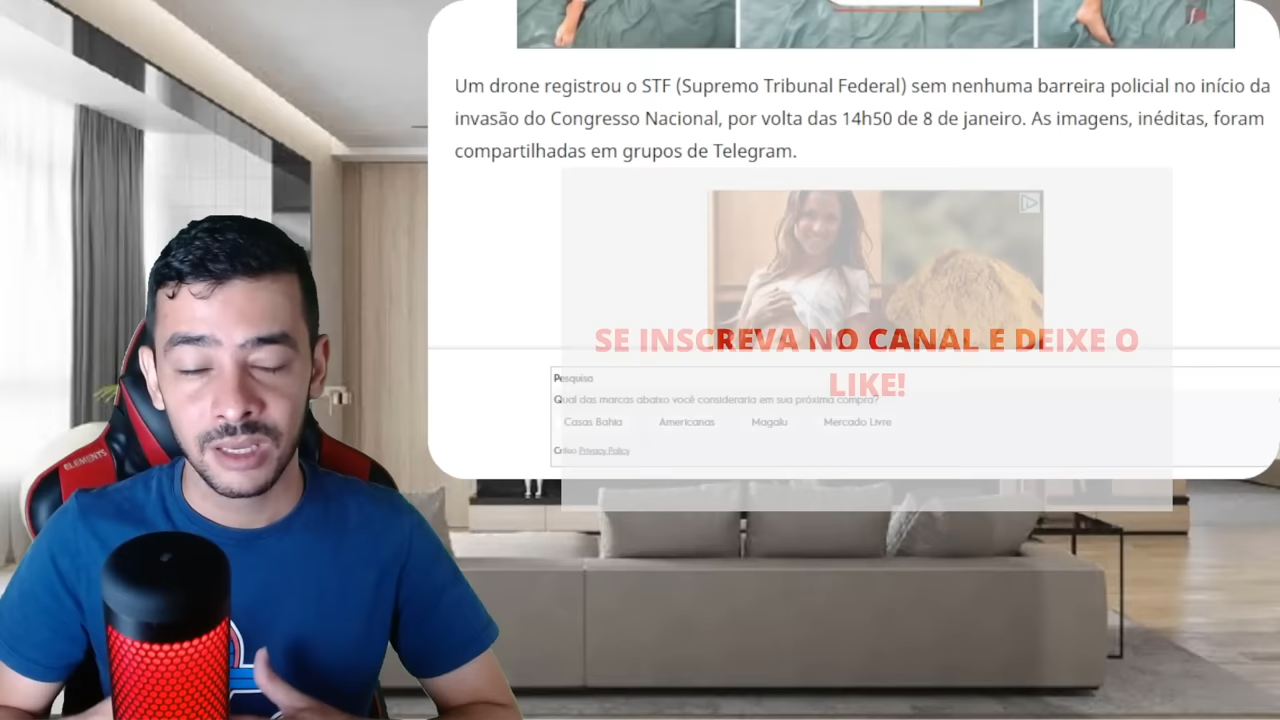 Um drone registrou o STF (Supremo Tribunal Federal) sem nenhuma barreira policial no início da
invasão do Congresso Nacional, por volta das 14h50 de 8 de janeiro. As imagens, inéditas, foram
compartilhadas em grupos de Telegram.
SE INSCREVA NO CANAL E DEIXE O
LIKE!
Pesquisa
Qual das marcas abaixo você consideraria em sua próxima compra?
Casas Bahia Americanas Magalu Mercado Livre
Criteo Privacy Policy
ELEMENTS